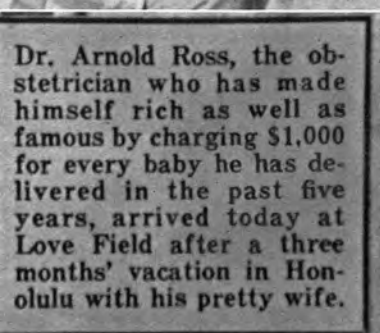 Dr. Arnold Ross, the ob-
stetrician who has made
himself rich as well as
famous by charging $1,000
for every baby he has de-
livered in the past five
years, arrived today at
Love Field after a three
months' vacation in Hon-
olulu with his pretty wife.